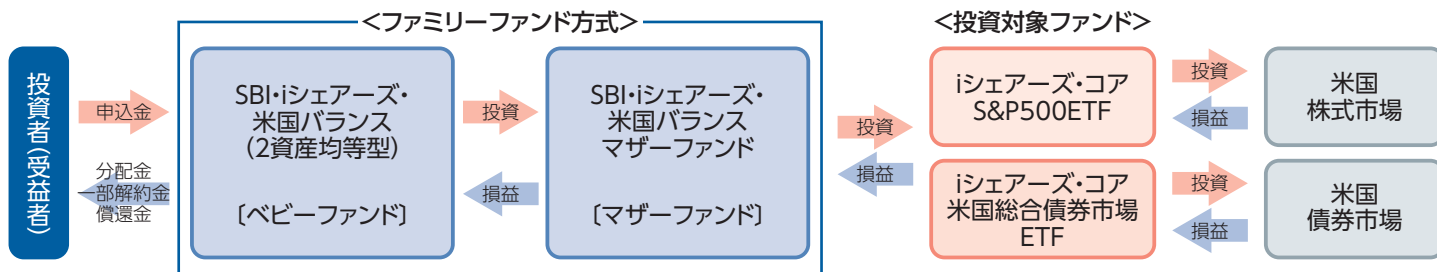 <ファミリーファンド方式>
<投資対象ファンド>
投資者(受益者)
申込金
分配金
一部解約金
償還金
SBI・iシェアーズ・
米国バランス
(2資産均等型)
〔ベビーファンド〕
投資
損益
SBI・iシェアーズ・
米国バランス
マザーファンド
〔マザーファンド〕
投資
損益
iシェアーズ・コア
S&P500ETF
投資
損益
米国
株式市場
iシェアーズ・コア
米国総合債券市場
ETF
投資
損益
米国
債券市場